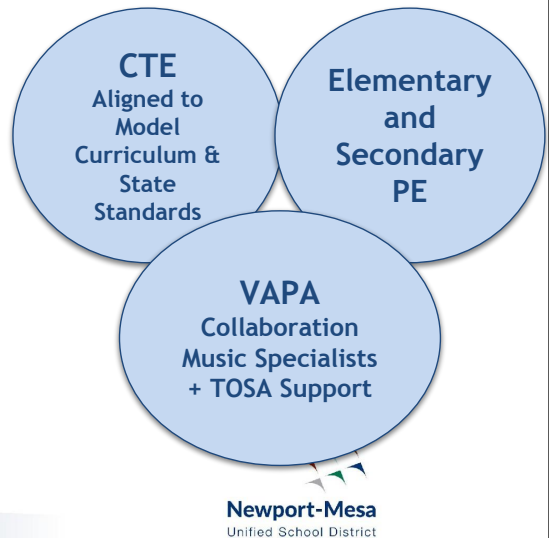 CTE
Aligned to
Model
Curriculum &
State
Standards
Elementary
and
Secondary
PE
VAPA
Collaboration
Music Specialists
+ TOSA Support
Newport-Mesa
Unified School District